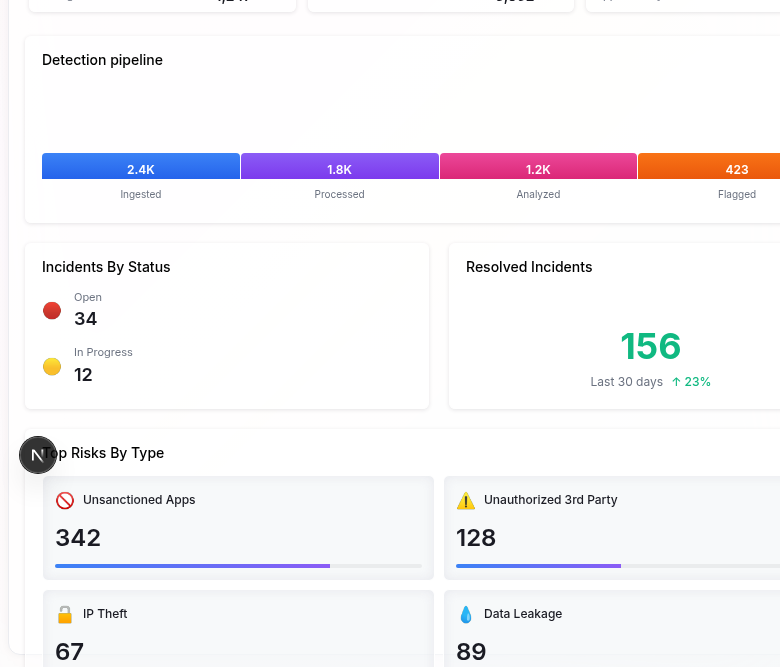 Detection pipeline
2.4K 1.8K 1.2K 423
Ingested Processed Analyzed Flagged
Incidents By Status
Open
34
In Progress
12
Resolved Incidents
156
Last 30 days ↑ 23%
Top Risks By Type
Unsanctioned Apps
342
Unauthorized 3rd Party
128
IP Theft
67
Data Leakage
89